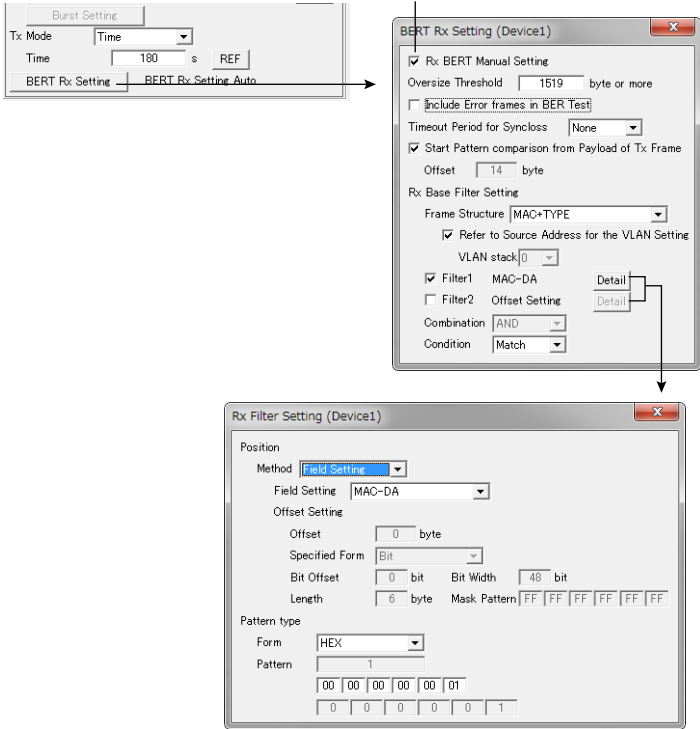 Burst Setting
Tx Mode Time
Time 180 s REF
BERT Rx Setting BERT Rx Setting Auto
BERT Rx Setting (Device1)
Rx BERT Manual Setting
Oversize Threshold 1519 byte or more
Include Error frames in BER Test
Timeout Period for Syncloss None
Start Pattern comparison from Payload of Tx Frame
Offset 14 byte
Rx Base Filter Setting
Frame Structure MAC+TYPE
Refer to Source Address for the VLAN Setting
VLAN stack 0
Filter1 MAC-DA Detail
Filter2 Offset Setting Detail
Combination AND
Condition Match
Rx Filter Setting (Device1)
Position
Method Field Setting
Field Setting MAC-DA
Offset Setting
Offset 0 byte
Specified Form Bit
Bit Offset 0 bit Bit Width 48 bit
Length 6 byte Mask Pattern FF FF FF FF FF FF
Pattern type
Form HEX
Pattern 1
00 00 00 00 00 01
0 0 0 0 0 1